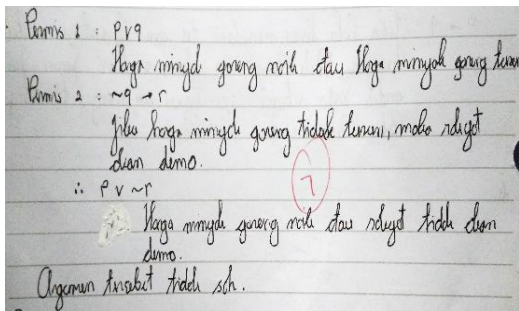 Premis 1 : P v q
Harga minyak goreng naik atau Harga minyak goreng turun
Premis 2 : ~q → r
Jika harga minyak goreng tidak turun, maka rakyat
akan demo.
∴ P v ~r
7
Harga minyak goreng naik atau rakyat tidak akan
demo.
Argumen tersebut tidak sah.